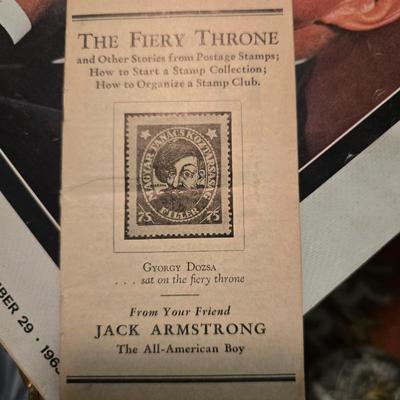 THE FIERY THRONE
and Other Stories from Postage Stamps;
How to Start a Stamp Collection;
How to Organize a Stamp Club.
MAGYAR TANÁCSKÖZTÁRSASÁG
75 FILLÉR 75
GYORGY DOZSA
. . . sat on the fiery throne
From Your Friend
JACK ARMSTRONG
The All-American Boy
BER 29 · 196